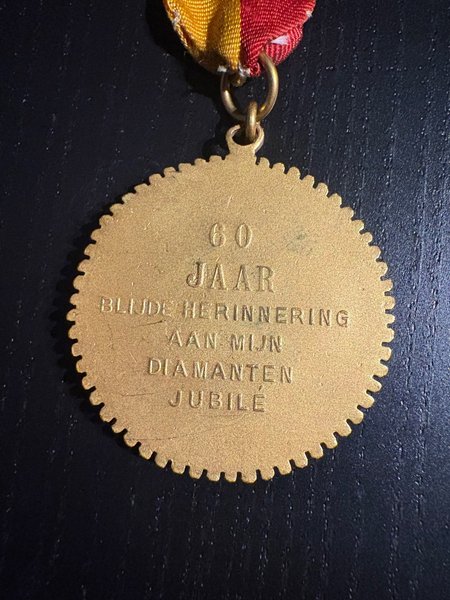 60
JAAR
BLIJDE HERINNERING
AAN MIJN
DIAMANTEN
JUBILÉ